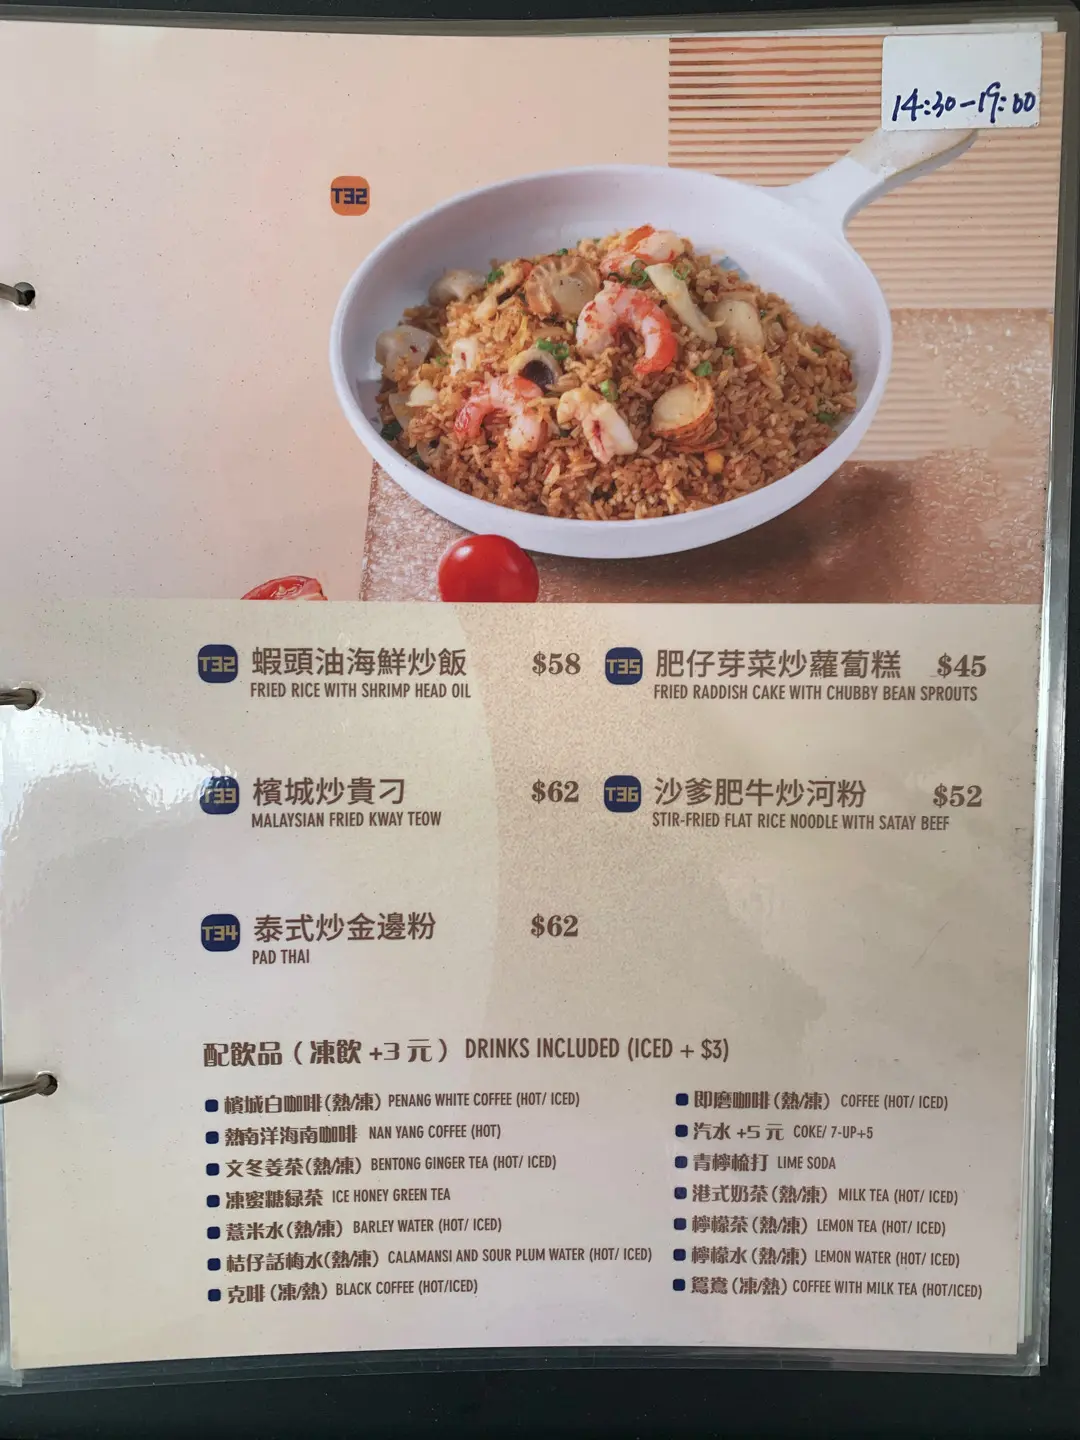 14:30-19:00
T32
T32 蝦頭油海鮮炒飯 $58
FRIED RICE WITH SHRIMP HEAD OIL
T35 肥仔芽菜炒蘿蔔糕 $45
FRIED RADDISH CAKE WITH CHUBBY BEAN SPROUTS
T33 檳城炒貴刁 $62
MALAYSIAN FRIED KWAY TEOW
T36 沙爹肥牛炒河粉 $52
STIR-FRIED FLAT RICE NOODLE WITH SATAY BEEF
T34 泰式炒金邊粉 $62
PAD THAI
配飲品（凍飲 +3 元） DRINKS INCLUDED (ICED + $3)
檳城白咖啡(熱/凍) PENANG WHITE COFFEE (HOT/ ICED)
熱南洋海南咖啡 NAN YANG COFFEE (HOT)
文冬姜茶(熱/凍) BENTONG GINGER TEA (HOT/ ICED)
凍蜜糖緑茶 ICE HONEY GREEN TEA
薏米水(熱/凍) BARLEY WATER (HOT/ ICED)
桔仔話梅水(熱/凍) CALAMANSI AND SOUR PLUM WATER (HOT/ ICED)
克啡 (凍/熱) BLACK COFFEE (HOT/ICED)
即磨咖啡 (熱/凍) COFFEE (HOT/ ICED)
汽水 +5 元 COKE/ 7-UP+5
青檸梳打 LIME SODA
港式奶茶 (熱/凍) MILK TEA (HOT/ ICED)
檸檬茶 (熱/凍) LEMON TEA (HOT/ ICED)
檸檬水 (熱/凍) LEMON WATER (HOT/ ICED)
鴛鴦 (凍/熱) COFFEE WITH MILK TEA (HOT/ICED)